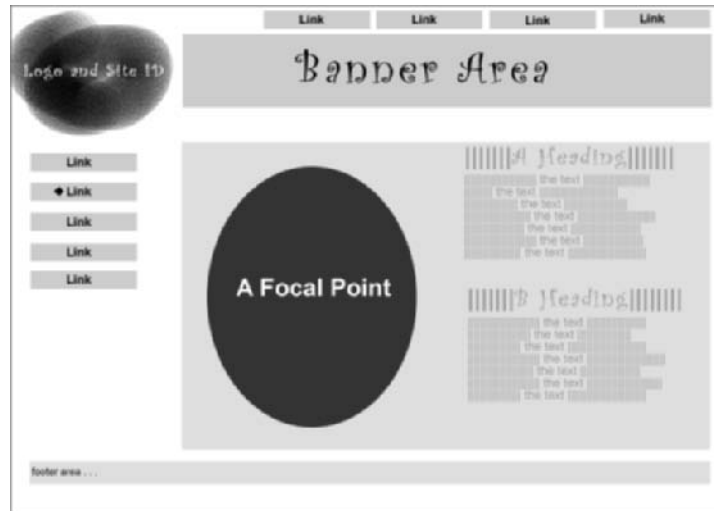 Link Link Link Link
Logo and Site ID
Banner Area
Link
Link
Link
Link
Link
A Focal Point
A Heading
the text
the text
the text
the text
the text
the text
the text
B Heading
the text
the text
the text
the text
the text
the text
the text
footer area . . .